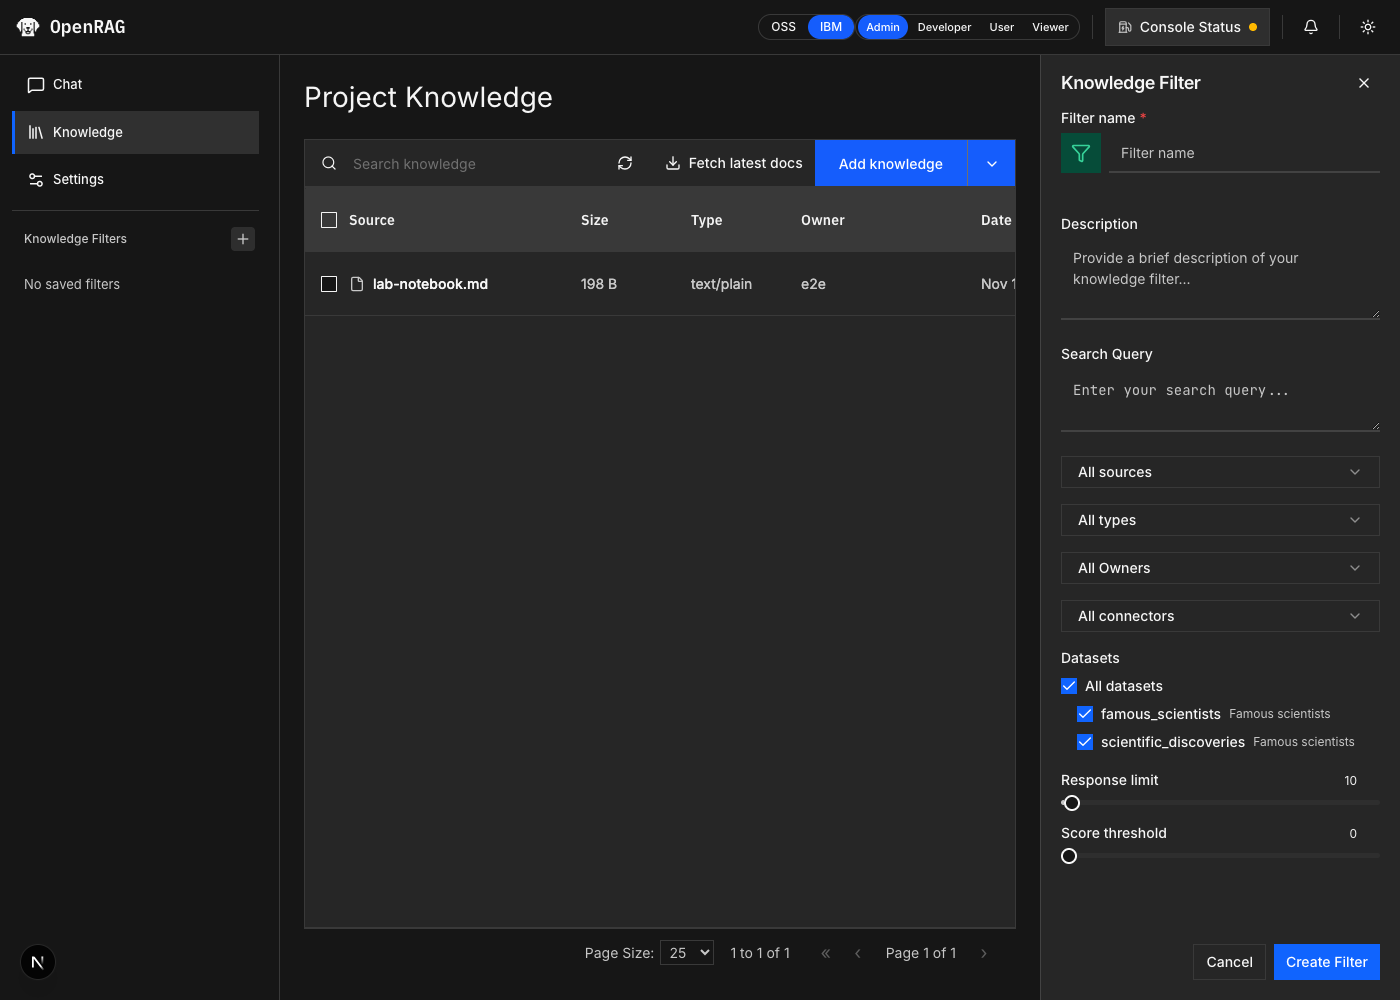 OpenRAG
OSS IBM Admin Developer User Viewer
Console Status
Chat
Knowledge
Settings
Knowledge Filters
No saved filters
Project Knowledge
Search knowledge
Fetch latest docs
Add knowledge
Source Size Type Owner Date
lab-notebook.md 198 B text/plain e2e Nov 1
Page Size: 25 1 to 1 of 1 Page 1 of 1
Knowledge Filter
Filter name *
Filter name
Description
Provide a brief description of your
knowledge filter...
Search Query
Enter your search query...
All sources
All types
All Owners
All connectors
Datasets
All datasets
famous_scientists Famous scientists
scientific_discoveries Famous scientists
Response limit 10
Score threshold 0
Cancel Create Filter
N